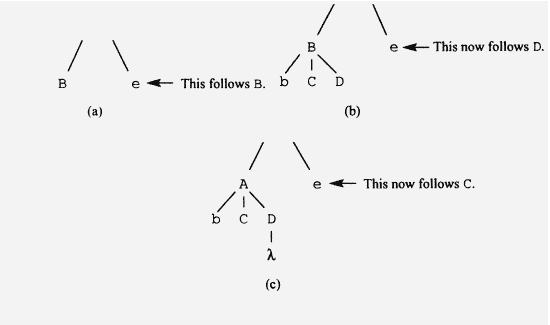 B e This follows B.
(a)
B e This now follows D.
b C D
(b)
A e This now follows C.
b C D
λ
(c)